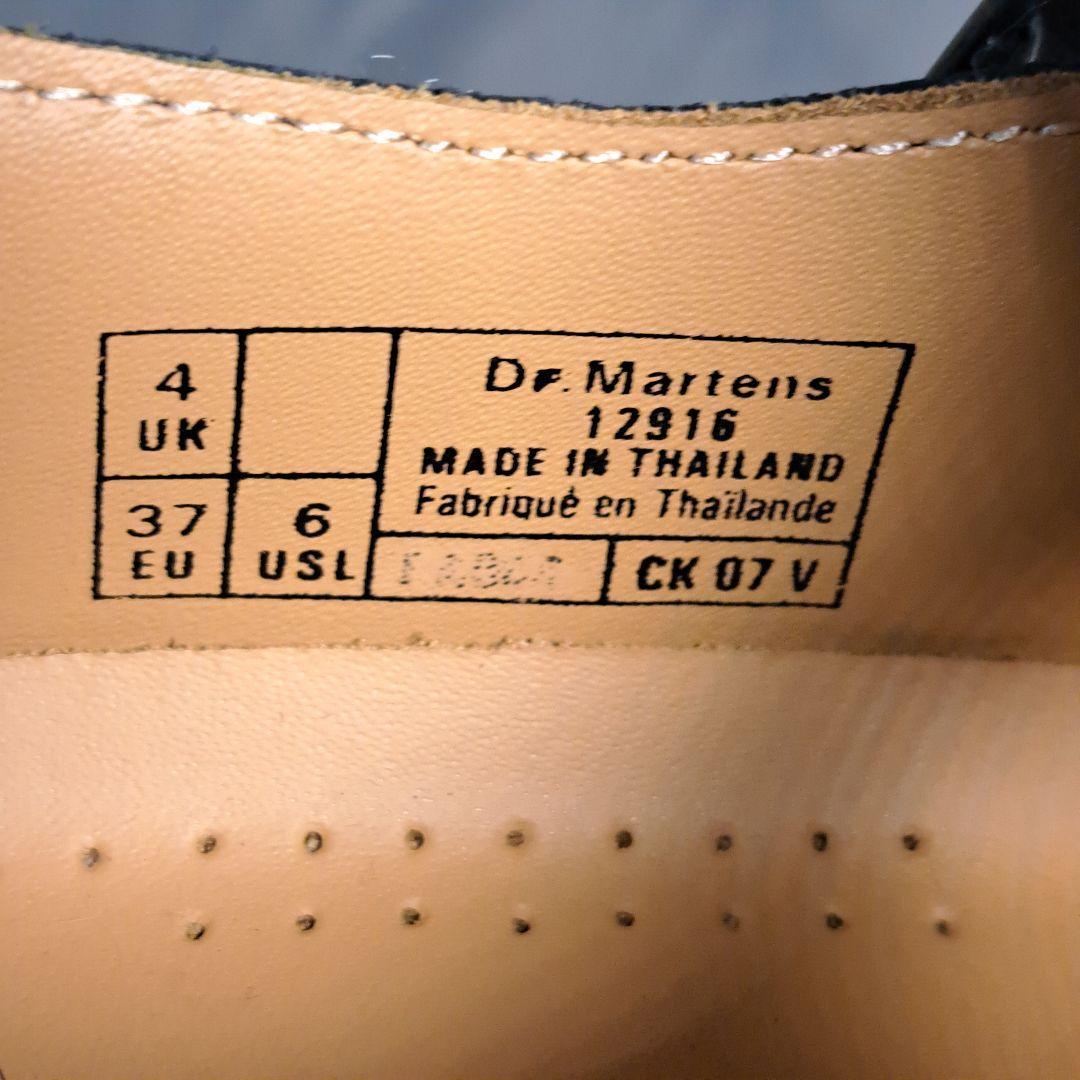 4
UK
37
EU
6
USL
Dr. Martens
12916
MADE IN THAILAND
Fabriqué en Thaïlande
CK 07 V